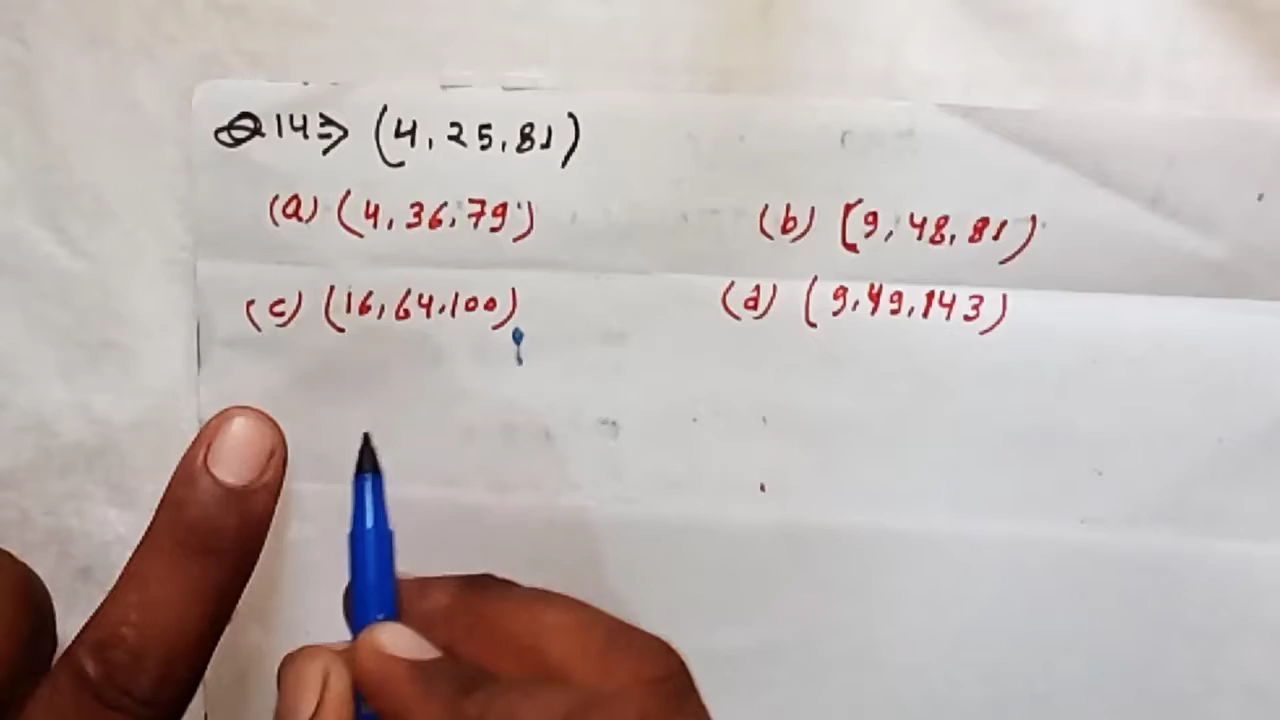 Q14⇒ (4, 25, 81)
(a) (4, 36, 79) (b) [9, 48, 81)
(c) (16, 64, 100) (d) (9, 49, 143)